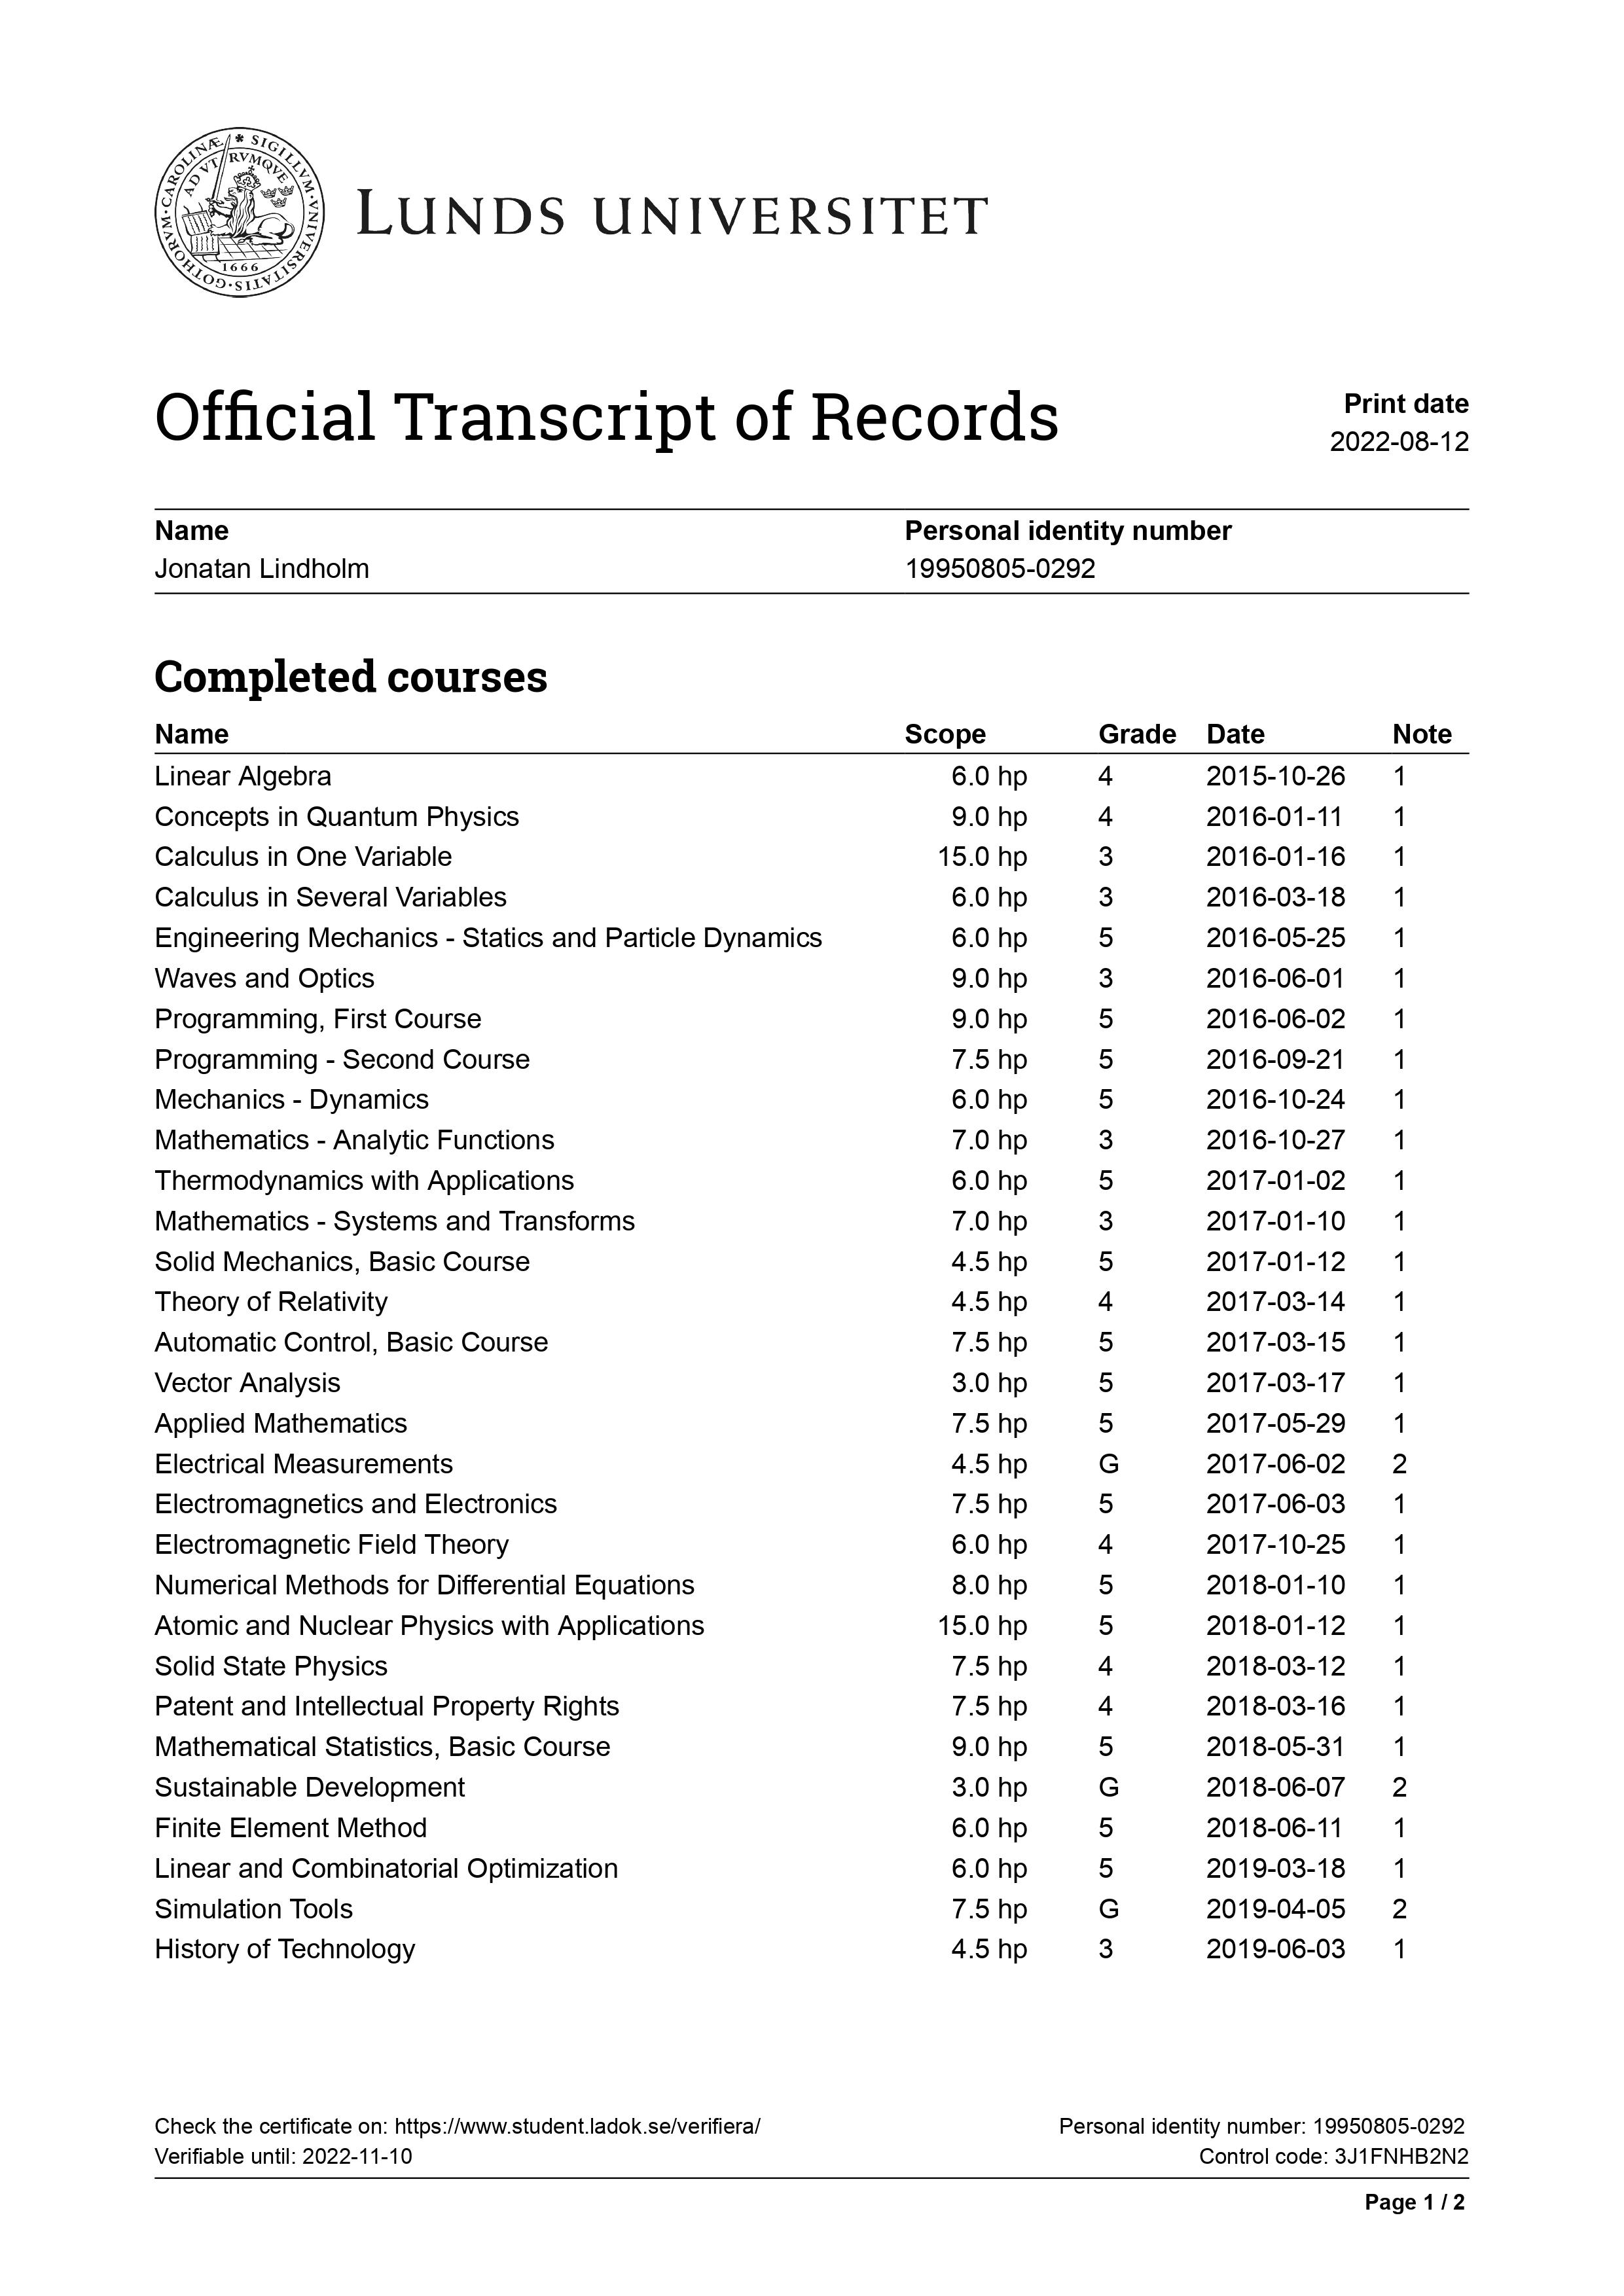 CAROLINÆ * SIGILLVM · VNIVERSITATIS · GOTHORVM ·
AD VTRVMQVE
1666
LUNDS UNIVERSITET
Official Transcript of Records
Print date
2022-08-12
Name Personal identity number
Jonatan Lindholm 19950805-0292
Completed courses
Name Scope Grade Date Note
Linear Algebra 6.0 hp 4 2015-10-26 1
Concepts in Quantum Physics 9.0 hp 4 2016-01-11 1
Calculus in One Variable 15.0 hp 3 2016-01-16 1
Calculus in Several Variables 6.0 hp 3 2016-03-18 1
Engineering Mechanics - Statics and Particle Dynamics 6.0 hp 5 2016-05-25 1
Waves and Optics 9.0 hp 3 2016-06-01 1
Programming, First Course 9.0 hp 5 2016-06-02 1
Programming - Second Course 7.5 hp 5 2016-09-21 1
Mechanics - Dynamics 6.0 hp 5 2016-10-24 1
Mathematics - Analytic Functions 7.0 hp 3 2016-10-27 1
Thermodynamics with Applications 6.0 hp 5 2017-01-02 1
Mathematics - Systems and Transforms 7.0 hp 3 2017-01-10 1
Solid Mechanics, Basic Course 4.5 hp 5 2017-01-12 1
Theory of Relativity 4.5 hp 4 2017-03-14 1
Automatic Control, Basic Course 7.5 hp 5 2017-03-15 1
Vector Analysis 3.0 hp 5 2017-03-17 1
Applied Mathematics 7.5 hp 5 2017-05-29 1
Electrical Measurements 4.5 hp G 2017-06-02 2
Electromagnetics and Electronics 7.5 hp 5 2017-06-03 1
Electromagnetic Field Theory 6.0 hp 4 2017-10-25 1
Numerical Methods for Differential Equations 8.0 hp 5 2018-01-10 1
Atomic and Nuclear Physics with Applications 15.0 hp 5 2018-01-12 1
Solid State Physics 7.5 hp 4 2018-03-12 1
Patent and Intellectual Property Rights 7.5 hp 4 2018-03-16 1
Mathematical Statistics, Basic Course 9.0 hp 5 2018-05-31 1
Sustainable Development 3.0 hp G 2018-06-07 2
Finite Element Method 6.0 hp 5 2018-06-11 1
Linear and Combinatorial Optimization 6.0 hp 5 2019-03-18 1
Simulation Tools 7.5 hp G 2019-04-05 2
History of Technology 4.5 hp 3 2019-06-03 1
Check the certificate on: https://www.student.ladok.se/verifiera/ Personal identity number: 19950805-0292
Verifiable until: 2022-11-10 Control code: 3J1FNHB2N2
Page 1 / 2